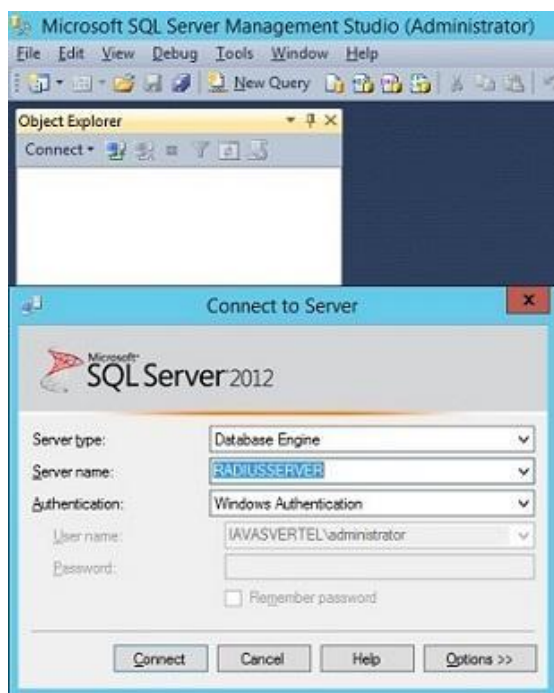 Microsoft SQL Server Management Studio (Administrator)
File Edit View Debug Tools Window Help
New Query
Object Explorer
Connect
Connect to Server
Microsoft
SQL Server 2012
Server type: Database Engine
Server name: RADIUSSERVER
Authentication: Windows Authentication
User name: IAVASVERTEL\administrator
Password:
Remember password
Connect Cancel Help Options >>